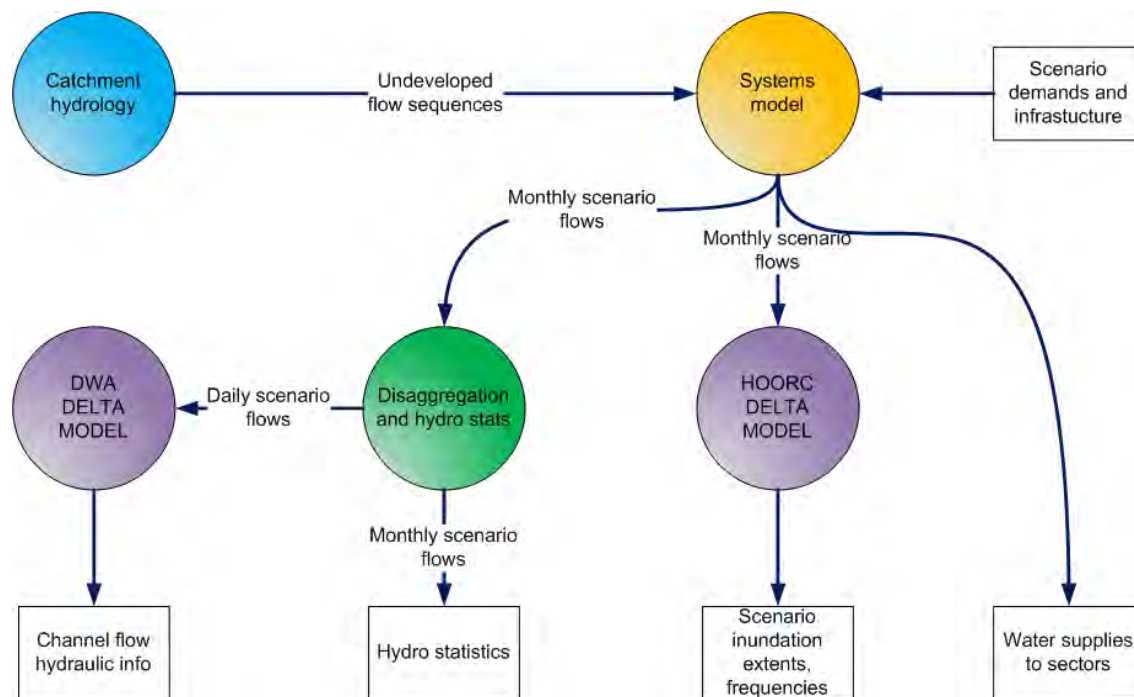 Catchment
hydrology
Undeveloped
flow sequences
Systems
model
Scenario
demands and
infrastucture
Monthly scenario
flows
Monthly scenario
flows
DWA
DELTA
MODEL
Daily scenario
flows
Disaggregation
and hydro stats
HOORC
DELTA
MODEL
Monthly scenario
flows
Channel flow
hydraulic info
Hydro statistics
Scenario
inundation
extents,
frequencies
Water supplies
to sectors